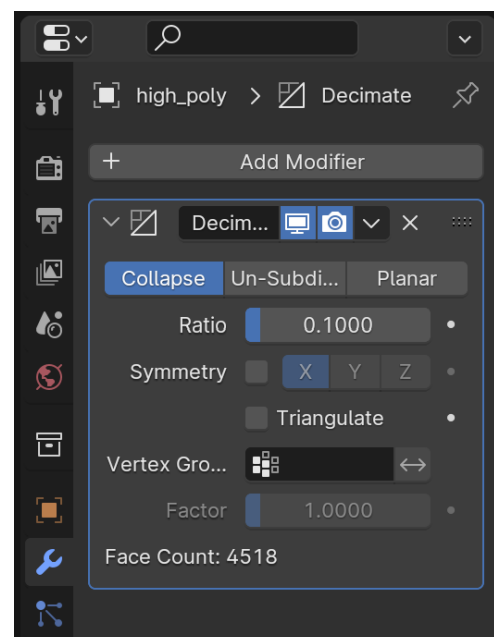 high_poly > Decimate
+ Add Modifier
Decim...
Collapse Un-Subdi... Planar
Ratio 0.1000
Symmetry X Y Z
Triangulate
Vertex Gro...
Factor 1.0000
Face Count: 4518